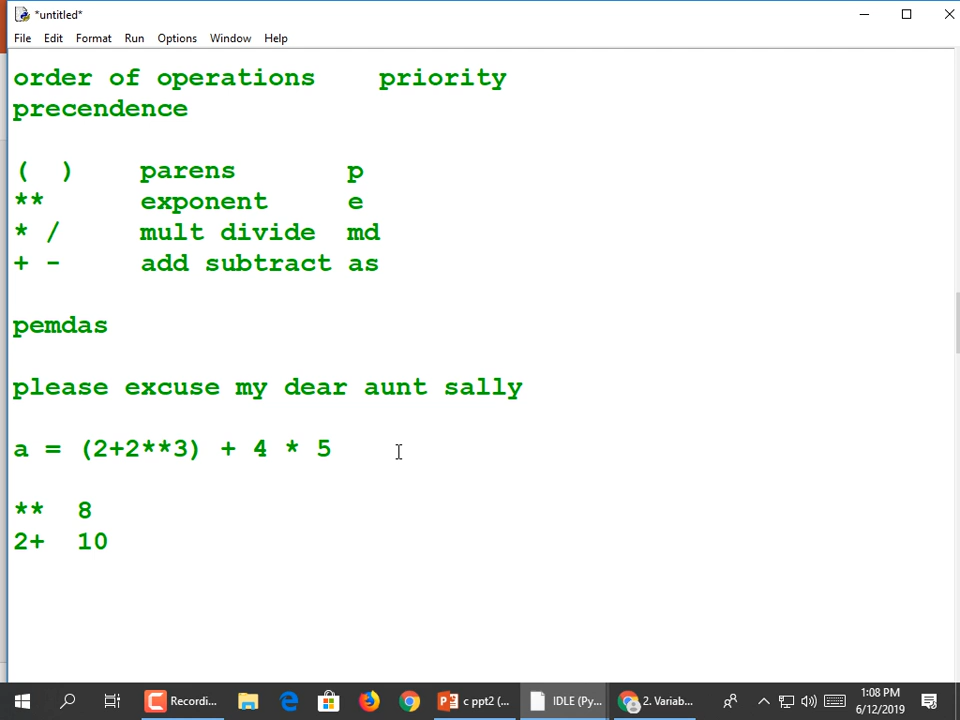 *untitled*
File Edit Format Run Options Window Help
order of operations priority
precendence
( ) parens p
** exponent e
* / mult divide md
+ - add subtract as
pemdas
please excuse my dear aunt sally
a = (2+2**3) + 4 * 5
** 8
2+ 10
Recordi... c ppt2 (... IDLE (Py... 2. Variab... 1:08 PM
6/12/2019